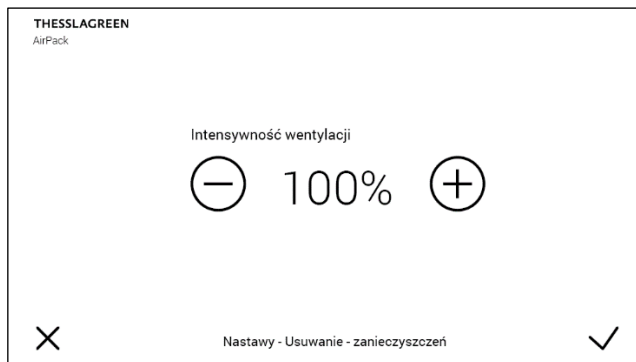 THESSLAGREEN
AirPack
Intensywność wentylacji
100%
Nastawy - Usuwanie - zanieczyszczeń